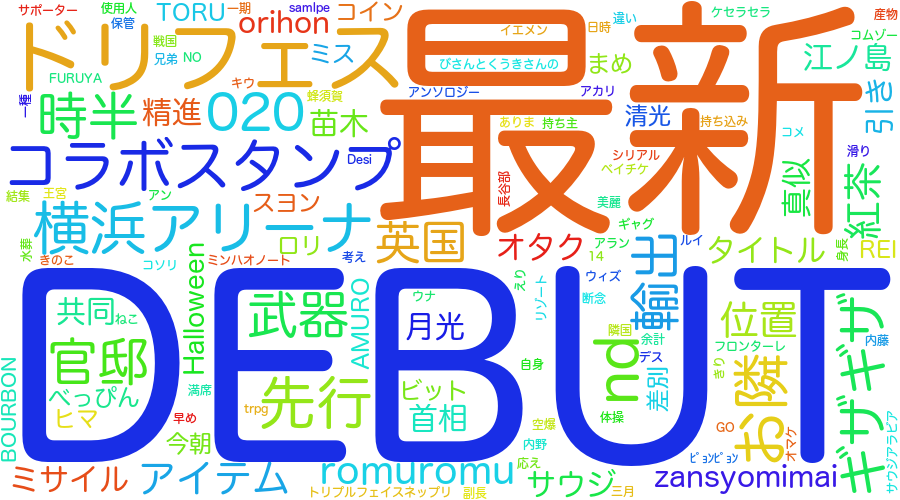 サポーター
使用人
TORU
一期
samlpe
コイン
最新
ケセラセラ
産物
保管
orihon
イエメン
日時
違い
コムゾー
ドリフェス
戦国
兄弟
NO
ミス
ぴさんとくうきさんの
まめ
江ノ島
FURUYA
キウ
蜂須賀
アンソロジー
アカリ
引き
一種
時半
精進
020
苗木
ありま
持ち主
清光
持ち込み
コメ
コラボスタンプ
Desi
シリアル
ベイチケ
滑り
結集
王宮
アン
スヨン
長谷部
美麗
真似
紅茶
横浜アリーナ
英国
ギャグ
水葬
ロリ
オタク
アラン
ルイ
タイトル
身長
REI
きのこ
コソリ
ミンハオノート
考え
14
輸出
DEBUT
共同
ねこ
Halloween
武器
AMURO
ウナ
月光
えり
リゾート
ウィズ
断念
位置
ギザギザ
官邸
隣国
余計
フロンターレ
内藤
BOURBON
べっぴん
満席
先行
ビット
自身
nd
デス
差別
きり
お隣
ヒマ
早め
trpg
首相
空爆
体操
GO
オマケ
サウジアラビア
今朝
内野
応え
ピョンピョン
ミサイル
アイテム
romuromu
サウジ
zansyomimai
トリプルフェイスネップリ
副長
三月